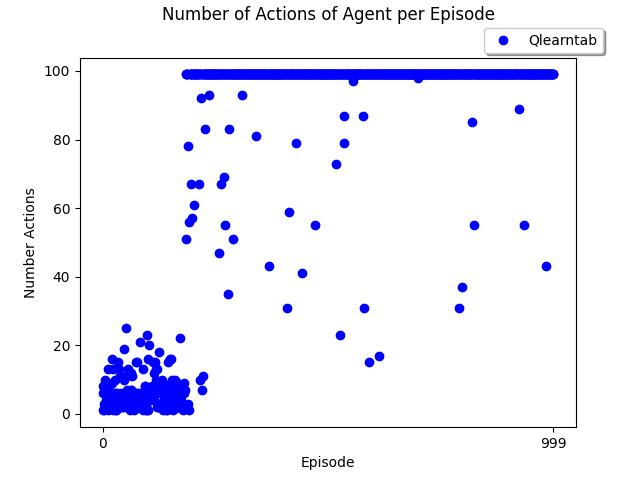 Number of Actions of Agent per Episode
Qlearntab
100
80
60
40
20
0
Number Actions
0
999
Episode